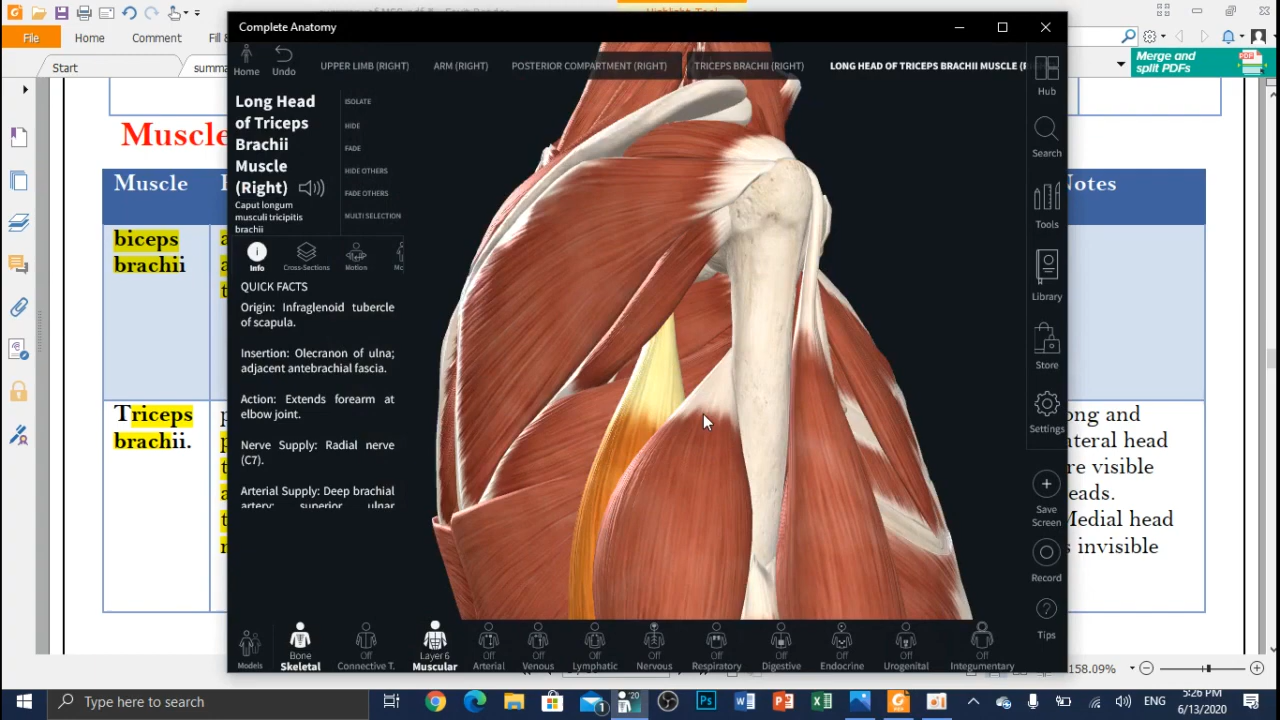 Highlight Tool
File
Home
Comment
Fill &
Merge and
split PDFs
Start
summa
Muscle
Muscle
Notes
biceps
brachii
Triceps
brachii.
ong and
ateral head
re visible
eads.
Medial head
s invisible
158.09%
Complete Anatomy
Home
Undo
UPPER LIMB (RIGHT)
ARM (RIGHT)
POSTERIOR COMPARTMENT (RIGHT)
TRICEPS BRACHII (RIGHT)
LONG HEAD OF TRICEPS BRACHII MUSCLE (R
Long Head
of Triceps
Brachii
Muscle
(Right)
Caput longum
musculi tricipitis
brachii
ISOLATE
HIDE
FADE
HIDE OTHERS
FADE OTHERS
MULTI SELECTION
Info
Cross-Sections
Motion
QUICK FACTS
Origin: Infraglenoid tubercle
of scapula.
Insertion: Olecranon of ulna;
adjacent antebrachial fascia.
Action: Extends forearm at
elbow joint.
Nerve Supply: Radial nerve
(C7).
Arterial Supply: Deep brachial
artery; superior ulnar
Hub
Search
Tools
Library
Store
Settings
Save
Screen
Record
Tips
Models
Bone
Skeletal
Off
Connective T.
Layer 6
Muscular
Off
Arterial
Off
Venous
Off
Lymphatic
Off
Nervous
Off
Respiratory
Off
Digestive
Off
Endocrine
Off
Urogenital
Off
Integumentary
Type here to search
ENG
5:26 PM
6/13/2020